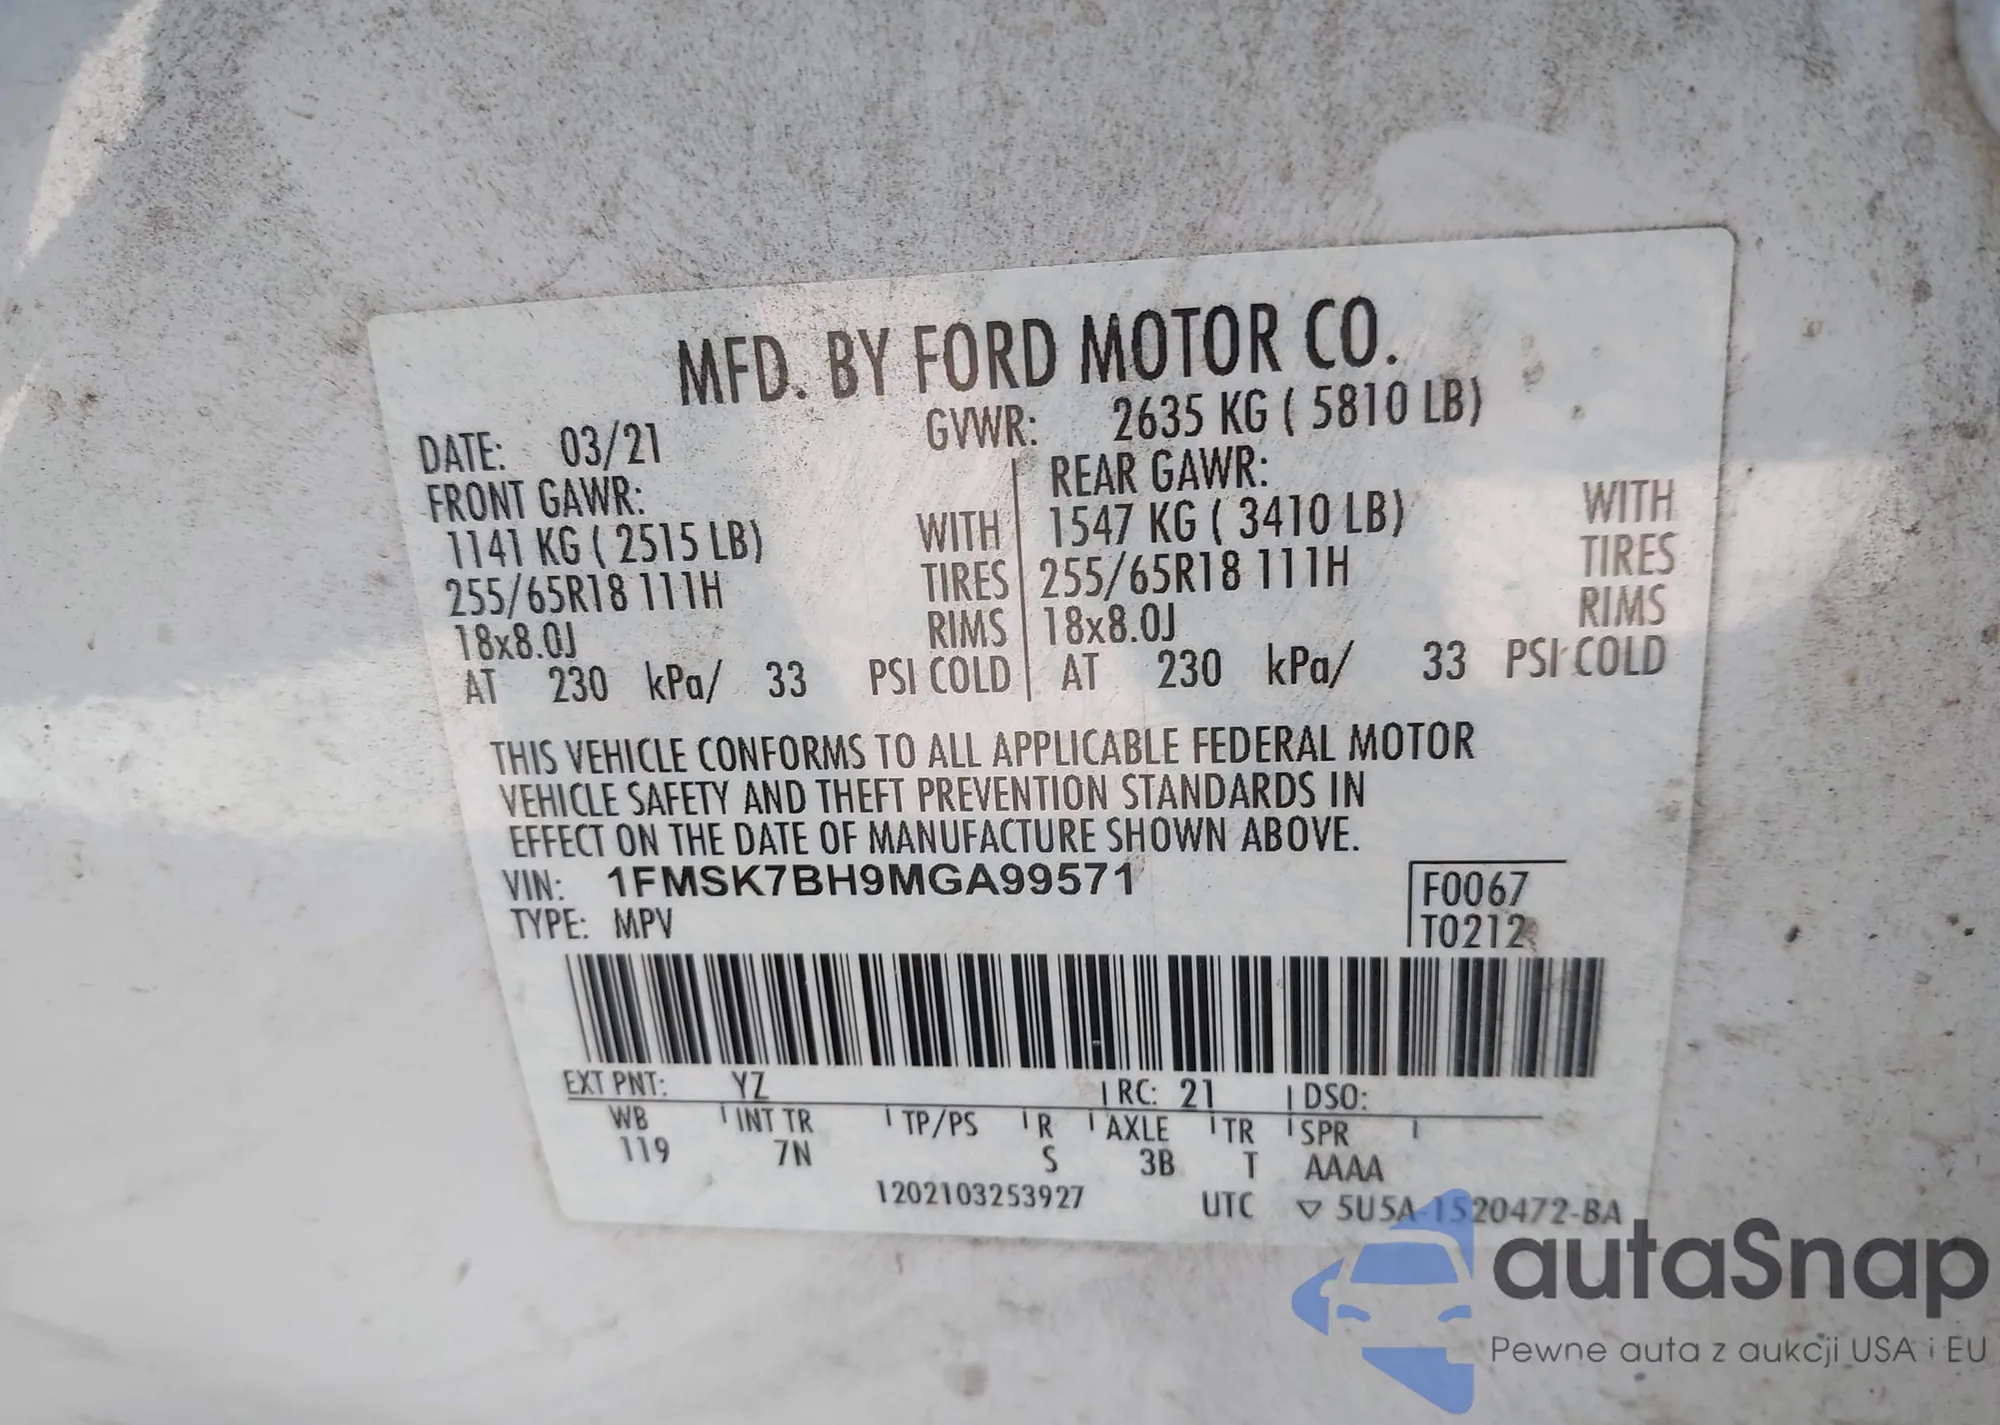 MFD. BY FORD MOTOR CO.
DATE: 03/21 GVWR: 2635 KG ( 5810 LB)
FRONT GAWR: REAR GAWR:
1141 KG ( 2515 LB) WITH 1547 KG ( 3410 LB) WITH
255/65R18 111H TIRES 255/65R18 111H TIRES
18x8.0J RIMS 18x8.0J RIMS
AT 230 kPa/ 33 PSI COLD AT 230 kPa/ 33 PSI COLD
THIS VEHICLE CONFORMS TO ALL APPLICABLE FEDERAL MOTOR
VEHICLE SAFETY AND THEFT PREVENTION STANDARDS IN
EFFECT ON THE DATE OF MANUFACTURE SHOWN ABOVE.
VIN: 1FMSK7BH9MGA99571 F0067
TYPE: MPV T0212
EXT PNT: YZ RC: 21 DSO:
WB INT TR TP/PS R AXLE TR SPR
119 7N S 3B T AAAA
1202103253927 UTC ▽ 5U5A-1520472-BA
autaSnap
Pewne auta z aukcji USA i EU